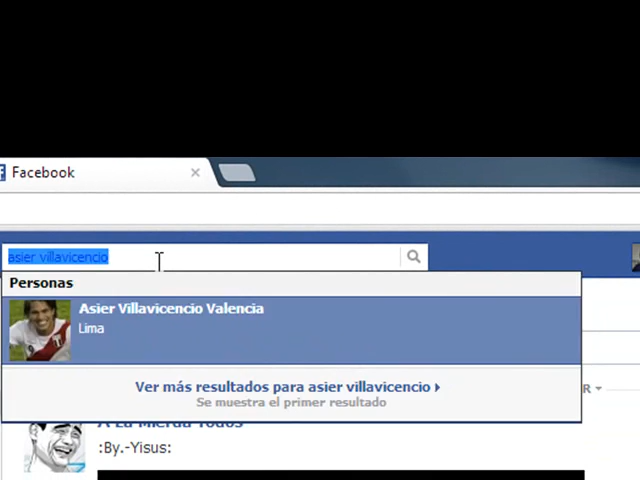 Facebook
asier villavicencio
Personas
Asier Villavicencio Valencia
Lima
Ver más resultados para asier villavicencio
Se muestra el primer resultado
R
A La Mierda Todos
:By.-Yisus: